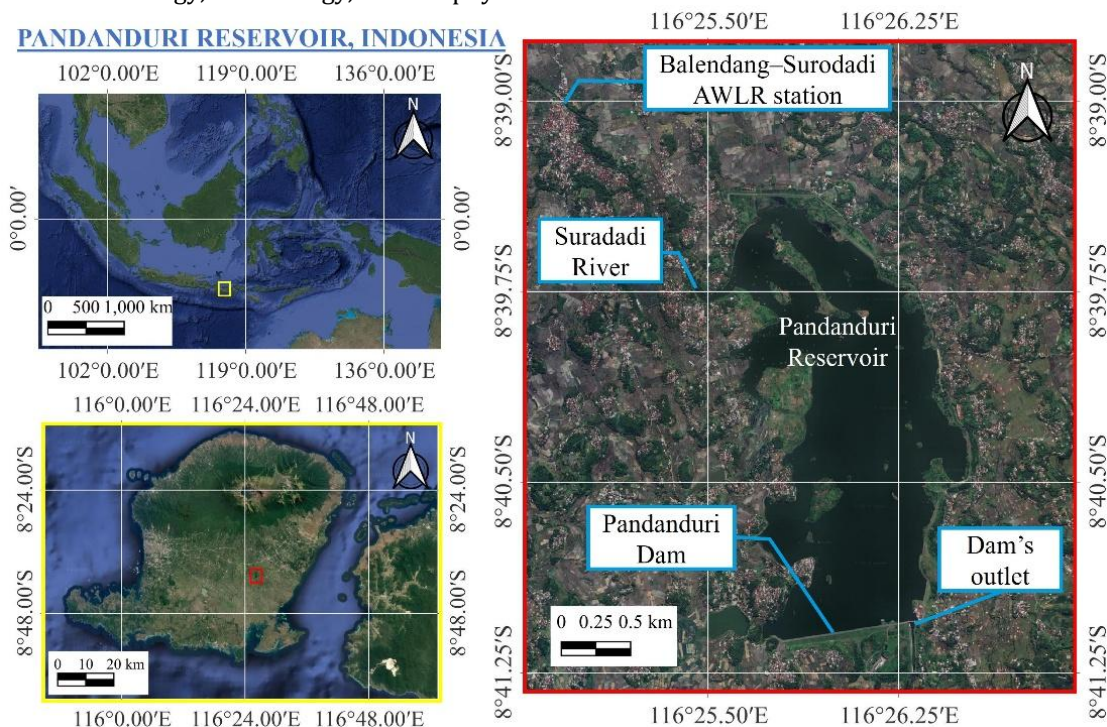 PANDANDURI RESERVOIR, INDONESIA
102°0.00′E 119°0.00′E 136°0.00′E
N
0°0.00′
0°0.00′
0 500 1,000 km
102°0.00′E 119°0.00′E 136°0.00′E
116°0.00′E 116°24.00′E 116°48.00′E
N
8°24.00′S
8°24.00′S
8°48.00′S
8°48.00′S
0 10 20 km
116°0.00′E 116°24.00′E 116°48.00′E
116°25.50′E 116°26.25′E
Balendang–Surodadi
AWLR station
N
8°39.00′S
8°39.00′S
Suradadi
River
8°39.75′S
8°39.75′S
Pandanduri
Reservoir
8°40.50′S
8°40.50′S
Pandanduri
Dam
Dam's
outlet
0 0.25 0.5 km
8°41.25′S
8°41.25′S
116°25.50′E 116°26.25′E